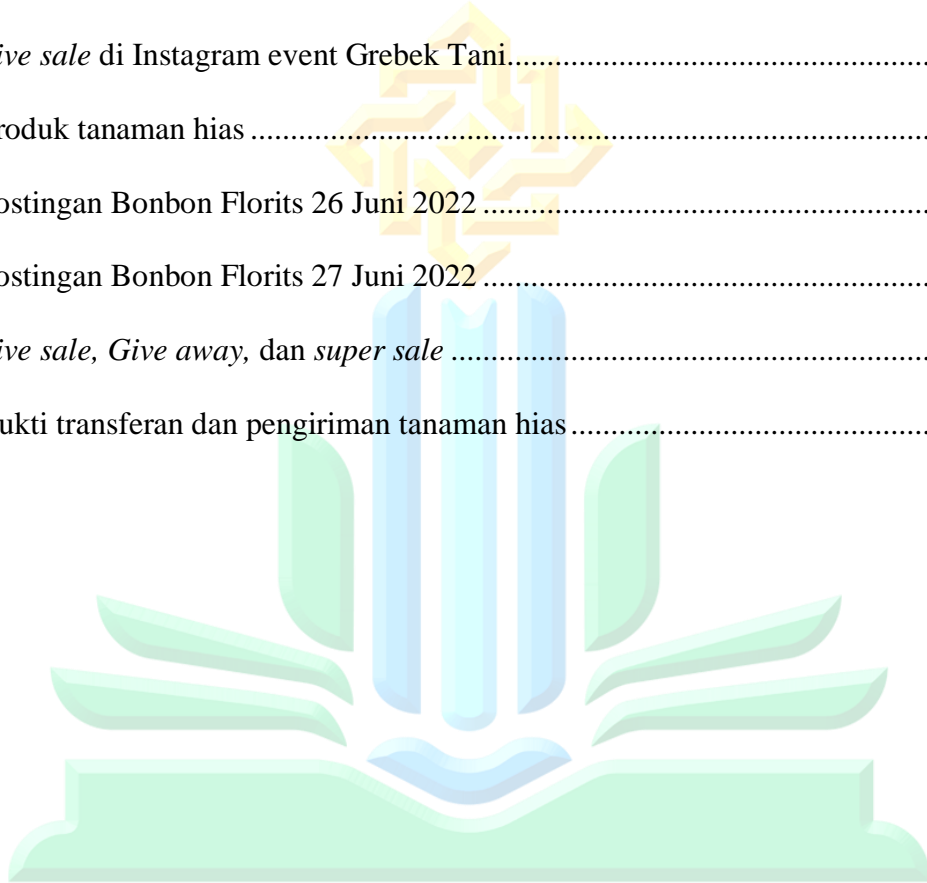 ive sale di Instagram event Grebek Tani....................................................
roduk tanaman hias ....................................................................................
ostingan Bonbon Florits 26 Juni 2022 .......................................................
ostingan Bonbon Florits 27 Juni 2022 .......................................................
ive sale, Give away, dan super sale ...........................................................
ukti transferan dan pengiriman tanaman hias ............................................